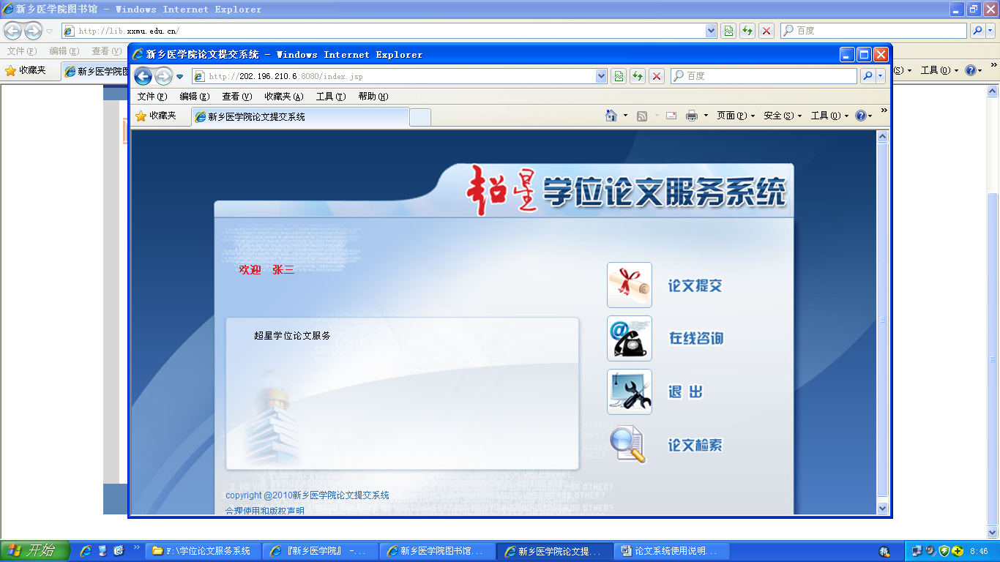 新乡医学院图书馆 - Windows Internet Explorer
http://lib.xxmu.edu.cn/
百度
文件(F) 编辑(E) 查看(V)
收藏夹 新乡医学院图
(S) 工具(O) »
新乡医学院论文提交系统 - Windows Internet Explorer
http://202.196.210.6:8080/index.jsp
百度
文件(F) 编辑(E) 查看(V) 收藏夹(A) 工具(T) 帮助(H)
收藏夹 新乡医学院论文提交系统 页面(P) 安全(S) 工具(O) »
超星学位论文服务系统
欢迎 张三
论文提交
超星学位论文服务
在线咨询
退 出
论文检索
copyright @2010新乡医学院论文提交系统
合理使用和版权声明
开始 » F:\学位论文服务系统 『新乡医学院』 -... 新乡医学院图书馆... 新乡医学院论文提... 论文系统使用说明... 8:46